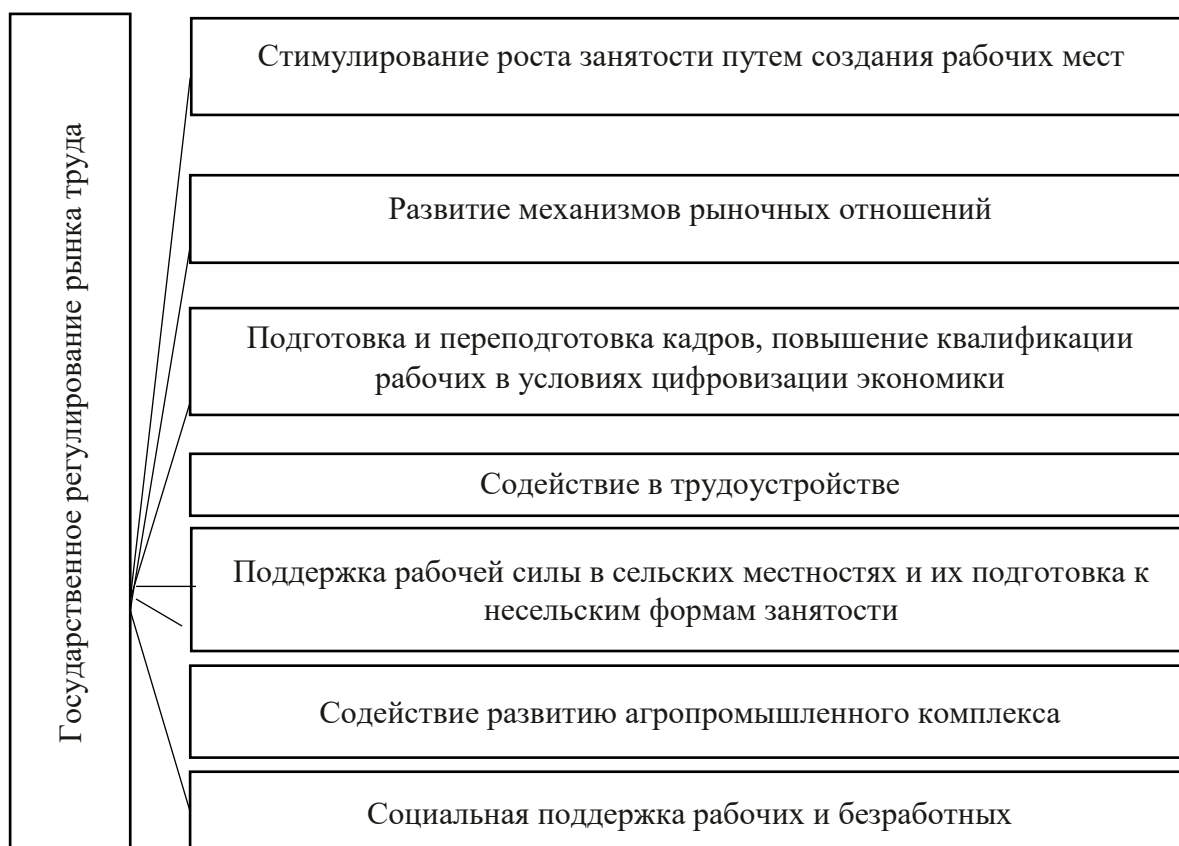 Государственное регулирование рынка труда
Стимулирование роста занятости путем создания рабочих мест
Развитие механизмов рыночных отношений
Подготовка и переподготовка кадров, повышение квалификации
рабочих в условиях цифровизации экономики
Содействие в трудоустройстве
Поддержка рабочей силы в сельских местностях и их подготовка к
несельским формам занятости
Содействие развитию агропромышленного комплекса
Социальная поддержка рабочих и безработных